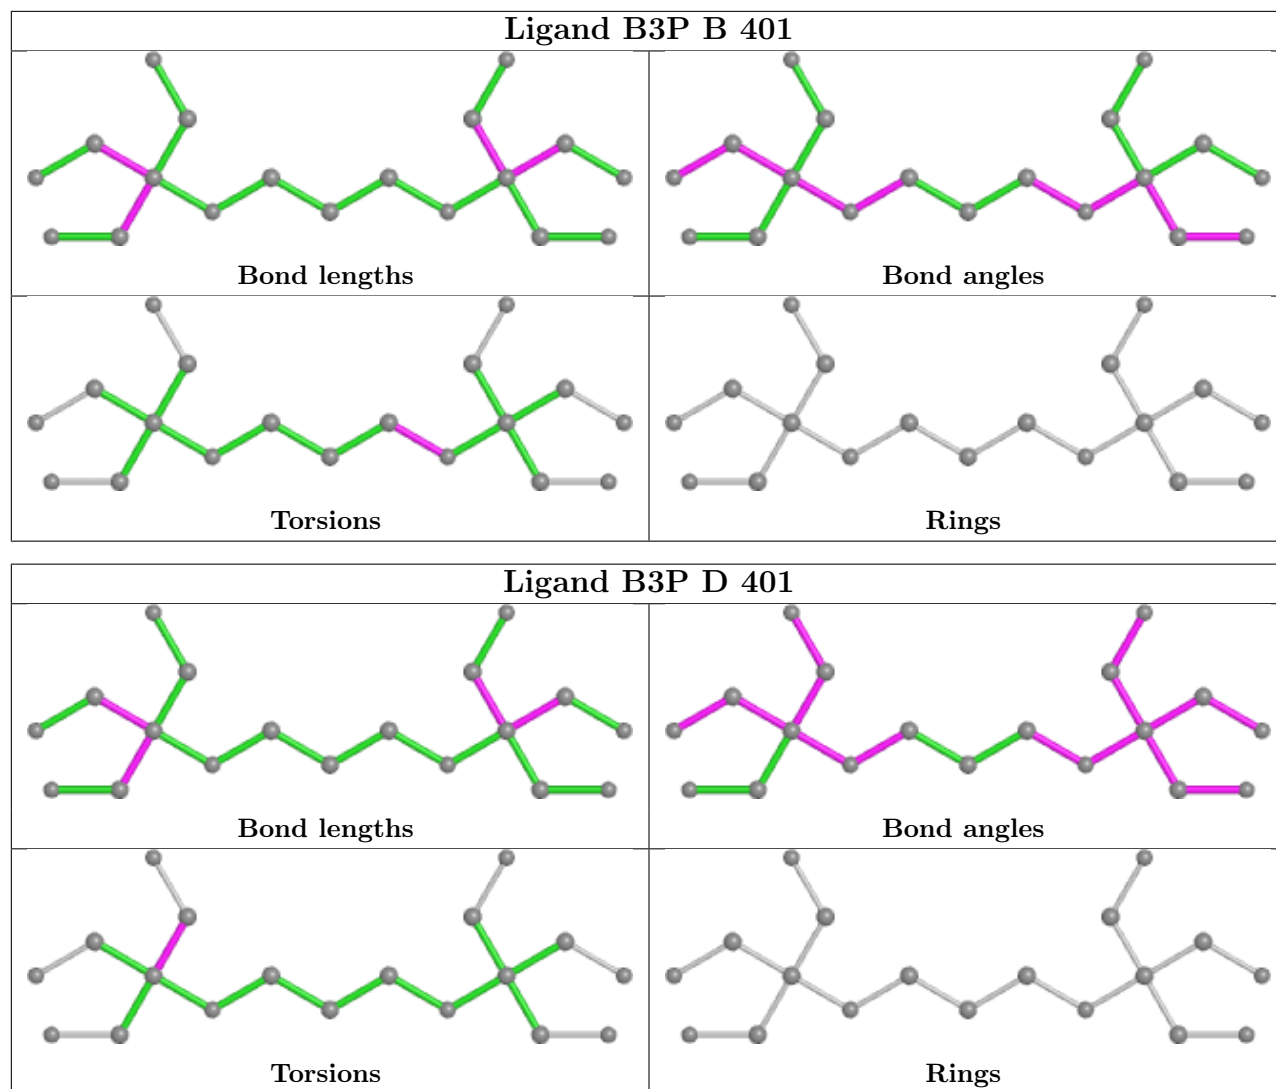 Ligand B3P B 401
Bond lengths
Bond angles
Torsions
Rings
Ligand B3P D 401
Bond lengths
Bond angles
Torsions
Rings